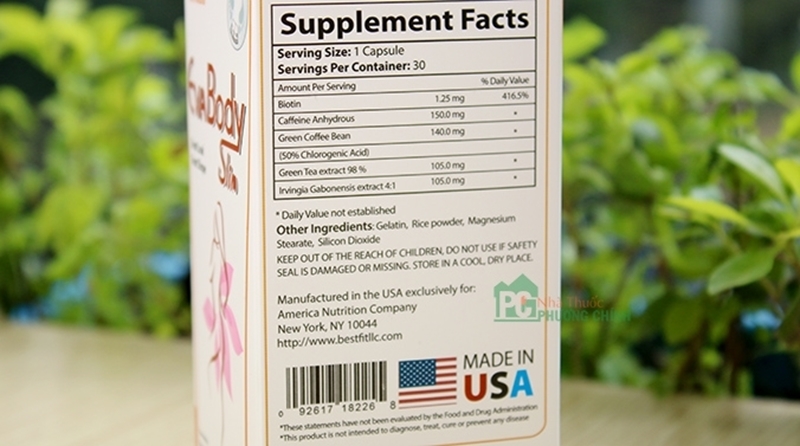 Supplement Facts
Serving Size: 1 Capsule
Servings Per Container: 30
Amount Per Serving % Daily Value
Biotin 1.25 mg 416.5%
Caffeine Anhydrous 150.0 mg *
Green Coffee Bean 140.0 mg *
(50% Chlorogenic Acid)
Green Tea extract 98 % 105.0 mg *
Irvingia Gabonensis extract 4:1 105.0 mg *
* Daily Value not established
Other Ingredients: Gelatin, Rice powder, Magnesium
Stearate, Silicon Dioxide
KEEP OUT OF THE REACH OF CHILDREN, DO NOT USE IF SAFETY
SEAL IS DAMAGED OR MISSING. STORE IN A COOL, DRY PLACE.
Manufactured in the USA exclusively for:
America Nutrition Company
New York, NY 10044
http://www.bestfitllc.com
0 92617 18226 8
MADE IN
USA
*These statements have not been evaluated by the Food and Drug Administration
*This product is not intended to diagnose, treat, cure or prevent any disease
Body
Slim
PC
Nhà Thuốc
PHƯƠNG CHÍNH